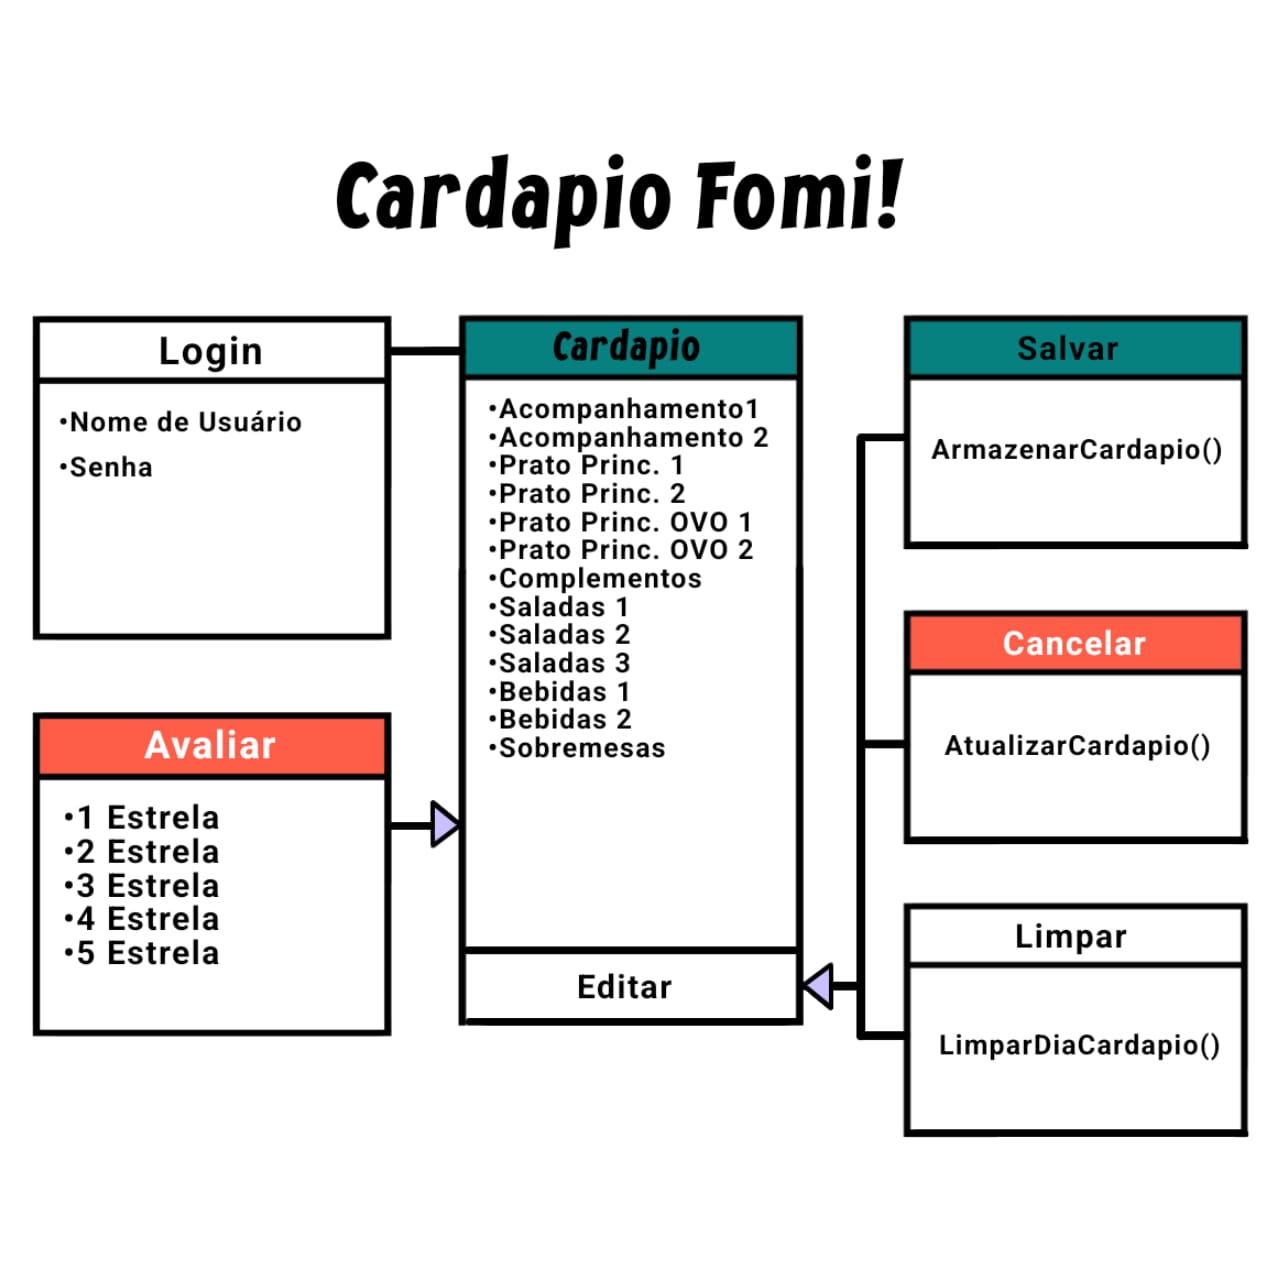 Cardapio Fomi!
Login
•Nome de Usuário
•Senha
Avaliar
•1 Estrela
•2 Estrela
•3 Estrela
•4 Estrela
•5 Estrela
Cardapio
•Acompanhamento1
•Acompanhamento 2
•Prato Princ. 1
•Prato Princ. 2
•Prato Princ. OVO 1
•Prato Princ. OVO 2
•Complementos
•Saladas 1
•Saladas 2
•Saladas 3
•Bebidas 1
•Bebidas 2
•Sobremesas
Editar
Salvar
ArmazenarCardapio()
Cancelar
AtualizarCardapio()
Limpar
LimparDiaCardapio()